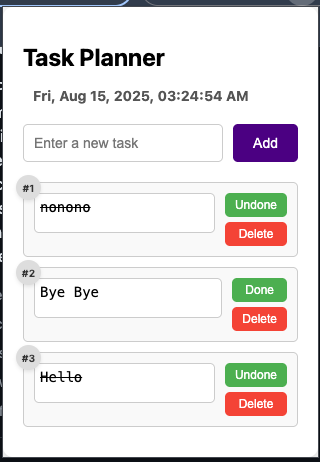 Task Planner
Fri, Aug 15, 2025, 03:24:54 AM
Enter a new task
Add
#1
nonono
Undone
Delete
#2
Bye Bye
Done
Delete
#3
Hello
Undone
Delete